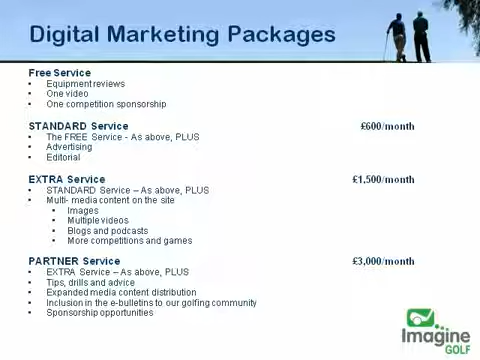 Digital Marketing Packages
Free Service
• Equipment reviews
• One video
• One competition sponsorship
STANDARD Service £600/month
• The FREE Service - As above, PLUS
• Advertising
• Editorial
EXTRA Service £1,500/month
• STANDARD Service – As above, PLUS
• Multi- media content on the site
• Images
• Multiple videos
• Blogs and podcasts
• More competitions and games
PARTNER Service £3,000/month
• EXTRA Service – As above, PLUS
• Tips, drills and advice
• Expanded media content distribution
• Inclusion in the e-bulletins to our golfing community
• Sponsorship opportunities
Imagine
GOLF